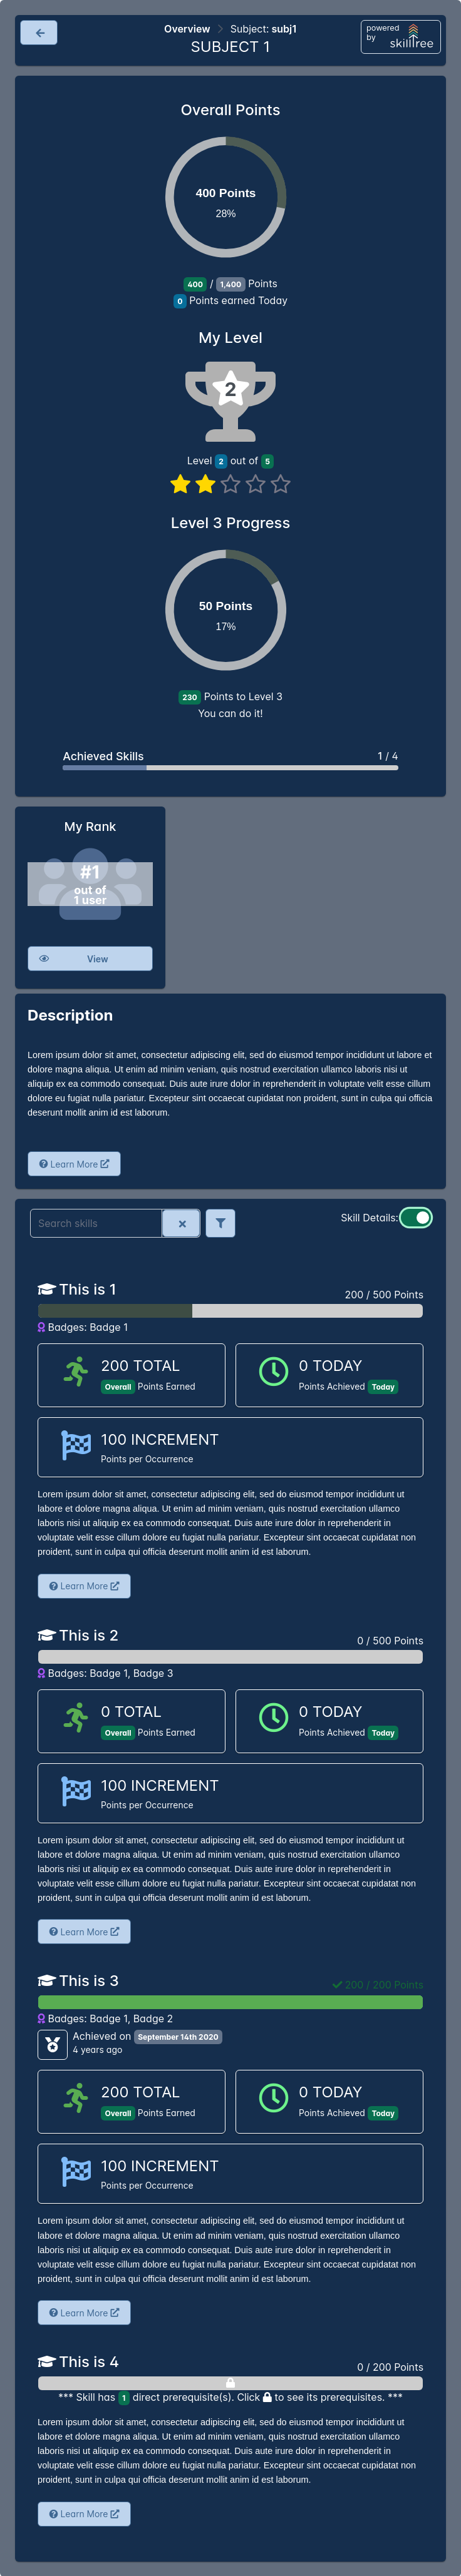 Overview > Subject: subj1
SUBJECT 1
powered
by
skilltree
Overall Points
400 Points
28%
400 / 1,400 Points
0 Points earned Today
My Level
2
Level 2 out of 5
Level 3 Progress
50 Points
17%
230 Points to Level 3
You can do it!
Achieved Skills 1 / 4
My Rank
#1
out of
1 user
View
Description
Lorem ipsum dolor sit amet, consectetur adipiscing elit, sed do eiusmod tempor incididunt ut labore et
dolore magna aliqua. Ut enim ad minim veniam, quis nostrud exercitation ullamco laboris nisi ut
aliquip ex ea commodo consequat. Duis aute irure dolor in reprehenderit in voluptate velit esse cillum
dolore eu fugiat nulla pariatur. Excepteur sint occaecat cupidatat non proident, sunt in culpa qui officia
deserunt mollit anim id est laborum.
Learn More
Search skills
Skill Details:
This is 1
200 / 500 Points
Badges: Badge 1
200 TOTAL
Overall Points Earned
0 TODAY
Points Achieved Today
100 INCREMENT
Points per Occurrence
Lorem ipsum dolor sit amet, consectetur adipiscing elit, sed do eiusmod tempor incididunt ut
labore et dolore magna aliqua. Ut enim ad minim veniam, quis nostrud exercitation ullamco
laboris nisi ut aliquip ex ea commodo consequat. Duis aute irure dolor in reprehenderit in
voluptate velit esse cillum dolore eu fugiat nulla pariatur. Excepteur sint occaecat cupidatat non
proident, sunt in culpa qui officia deserunt mollit anim id est laborum.
Learn More
This is 2
0 / 500 Points
Badges: Badge 1, Badge 3
0 TOTAL
Overall Points Earned
0 TODAY
Points Achieved Today
100 INCREMENT
Points per Occurrence
Lorem ipsum dolor sit amet, consectetur adipiscing elit, sed do eiusmod tempor incididunt ut
labore et dolore magna aliqua. Ut enim ad minim veniam, quis nostrud exercitation ullamco
laboris nisi ut aliquip ex ea commodo consequat. Duis aute irure dolor in reprehenderit in
voluptate velit esse cillum dolore eu fugiat nulla pariatur. Excepteur sint occaecat cupidatat non
proident, sunt in culpa qui officia deserunt mollit anim id est laborum.
Learn More
This is 3
200 / 200 Points
Badges: Badge 1, Badge 2
Achieved on September 14th 2020
4 years ago
200 TOTAL
Overall Points Earned
0 TODAY
Points Achieved Today
100 INCREMENT
Points per Occurrence
Lorem ipsum dolor sit amet, consectetur adipiscing elit, sed do eiusmod tempor incididunt ut
labore et dolore magna aliqua. Ut enim ad minim veniam, quis nostrud exercitation ullamco
laboris nisi ut aliquip ex ea commodo consequat. Duis aute irure dolor in reprehenderit in
voluptate velit esse cillum dolore eu fugiat nulla pariatur. Excepteur sint occaecat cupidatat non
proident, sunt in culpa qui officia deserunt mollit anim id est laborum.
Learn More
This is 4
0 / 200 Points
*** Skill has 1 direct prerequisite(s). Click to see its prerequisites. ***
Lorem ipsum dolor sit amet, consectetur adipiscing elit, sed do eiusmod tempor incididunt ut
labore et dolore magna aliqua. Ut enim ad minim veniam, quis nostrud exercitation ullamco
laboris nisi ut aliquip ex ea commodo consequat. Duis aute irure dolor in reprehenderit in
voluptate velit esse cillum dolore eu fugiat nulla pariatur. Excepteur sint occaecat cupidatat non
proident, sunt in culpa qui officia deserunt mollit anim id est laborum.
Learn More